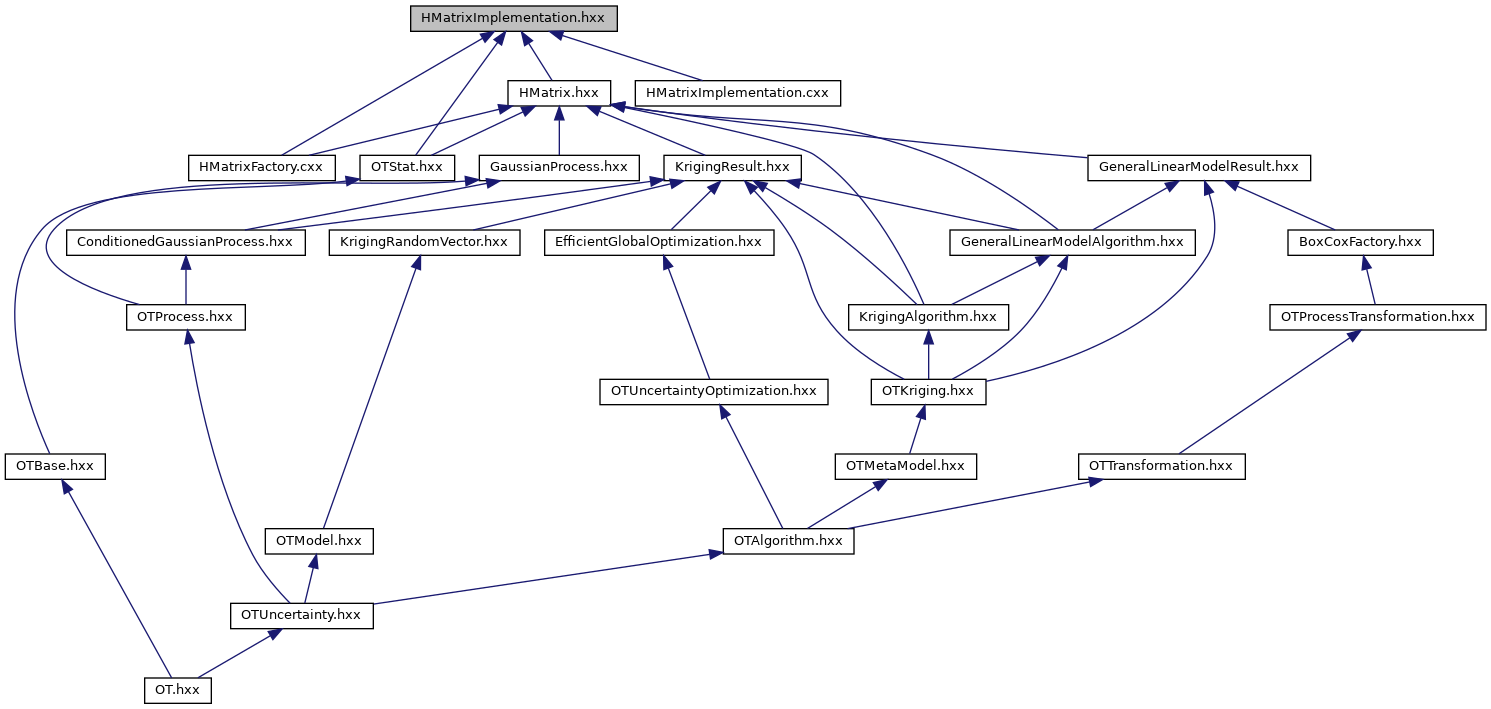 HMatrixImplementation.hxx
HMatrix.hxx
HMatrixImplementation.cxx
HMatrixFactory.cxx
OTStat.hxx
GaussianProcess.hxx
KrigingResult.hxx
GeneralLinearModelResult.hxx
ConditionedGaussianProcess.hxx
KrigingRandomVector.hxx
EfficientGlobalOptimization.hxx
GeneralLinearModelAlgorithm.hxx
BoxCoxFactory.hxx
OTProcess.hxx
KrigingAlgorithm.hxx
OTProcessTransformation.hxx
OTUncertaintyOptimization.hxx
OTKriging.hxx
OTBase.hxx
OTMetaModel.hxx
OTTransformation.hxx
OTModel.hxx
OTAlgorithm.hxx
OTUncertainty.hxx
OT.hxx